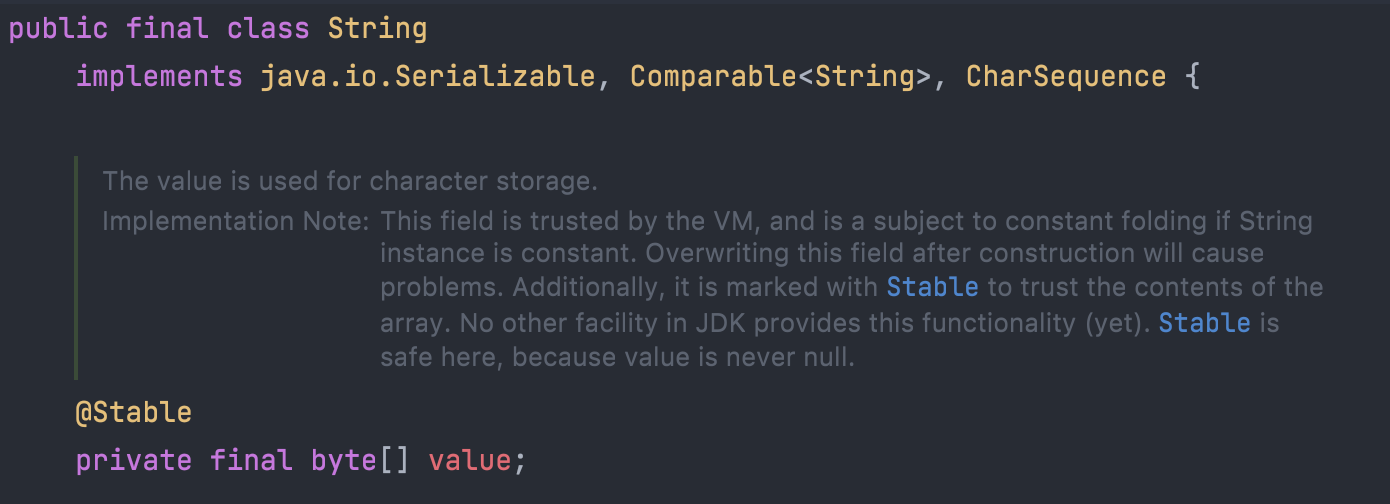 public final class String
implements java.io.Serializable, Comparable<String>, CharSequence {
The value is used for character storage.
Implementation Note: This field is trusted by the VM, and is a subject to constant folding if String
instance is constant. Overwriting this field after construction will cause
problems. Additionally, it is marked with Stable to trust the contents of the
array. No other facility in JDK provides this functionality (yet). Stable is
safe here, because value is never null.
@Stable
private final byte[] value;